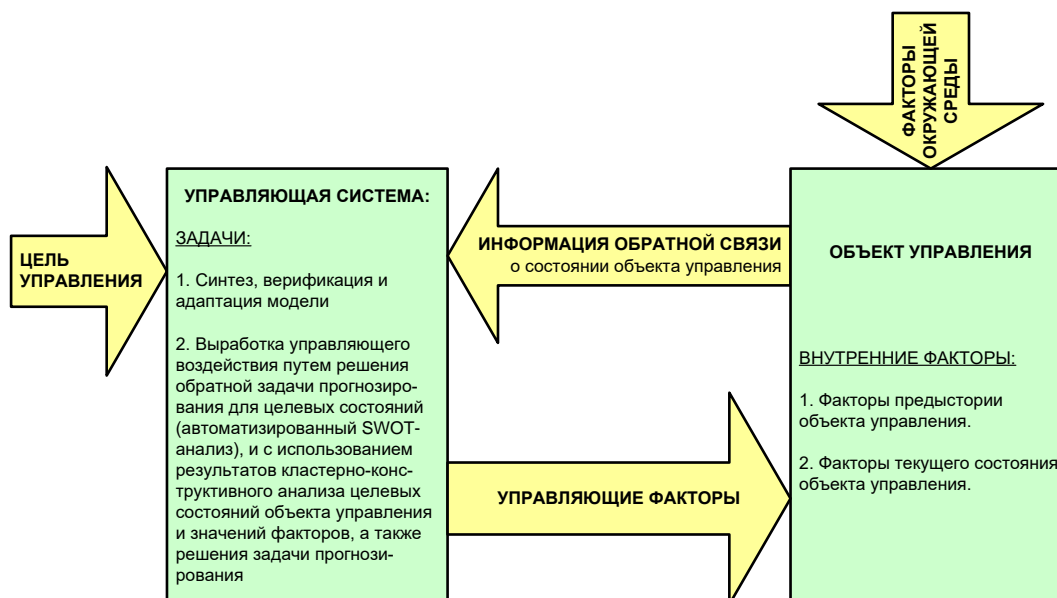 ФАКТОРЫ
ОКРУЖАЮЩЕЙ
СРЕДЫ
ЦЕЛЬ
УПРАВЛЕНИЯ
УПРАВЛЯЮЩАЯ СИСТЕМА:
ЗАДАЧИ:
1. Синтез, верификация и
адаптация модели
2. Выработка управляющего
воздействия путем решения
обратной задачи прогнозиро-
вания для целевых состояний
(автоматизированный SWOT-
анализ), и с использованием
результатов кластерно-конс-
труктивного анализа целевых
состояний объекта управления
и значений факторов, а также
решения задачи прогнози-
рования
ИНФОРМАЦИЯ ОБРАТНОЙ СВЯЗИ
о состоянии объекта управления
УПРАВЛЯЮЩИЕ ФАКТОРЫ
ОБЪЕКТ УПРАВЛЕНИЯ
ВНУТРЕННИЕ ФАКТОРЫ:
1. Факторы предыстории
объекта управления.
2. Факторы текущего состояния
объекта управления.